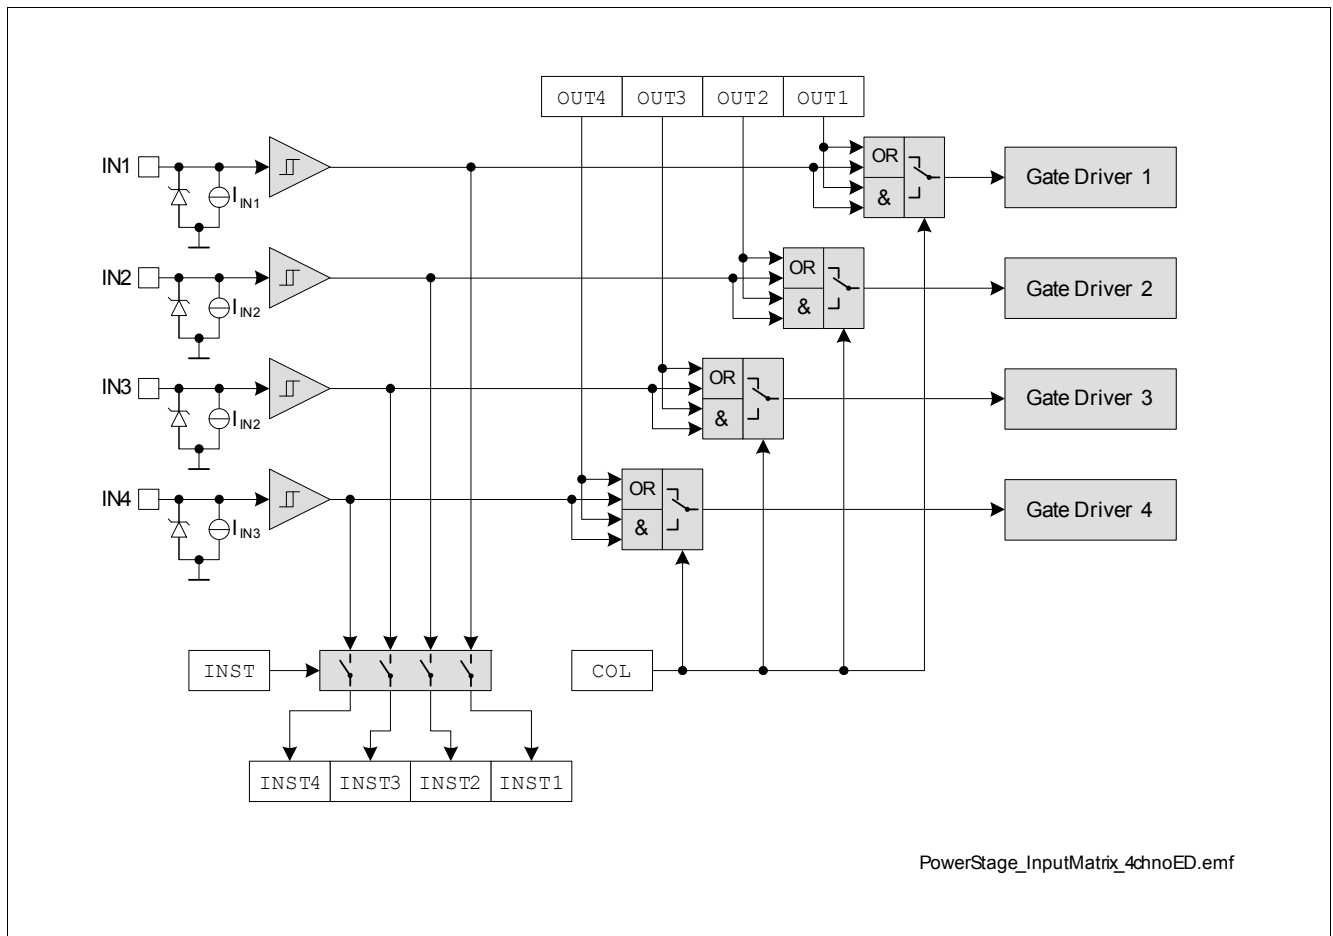 OUT4 OUT3 OUT2 OUT1
IN1
I IN1
OR
&
Gate Driver 1
IN2
I IN2
OR
&
Gate Driver 2
IN3
I IN2
OR
&
Gate Driver 3
IN4
I IN3
OR
&
Gate Driver 4
INST
COL
INST4 INST3 INST2 INST1
PowerStage_InputMatrix_4chnoED.emf